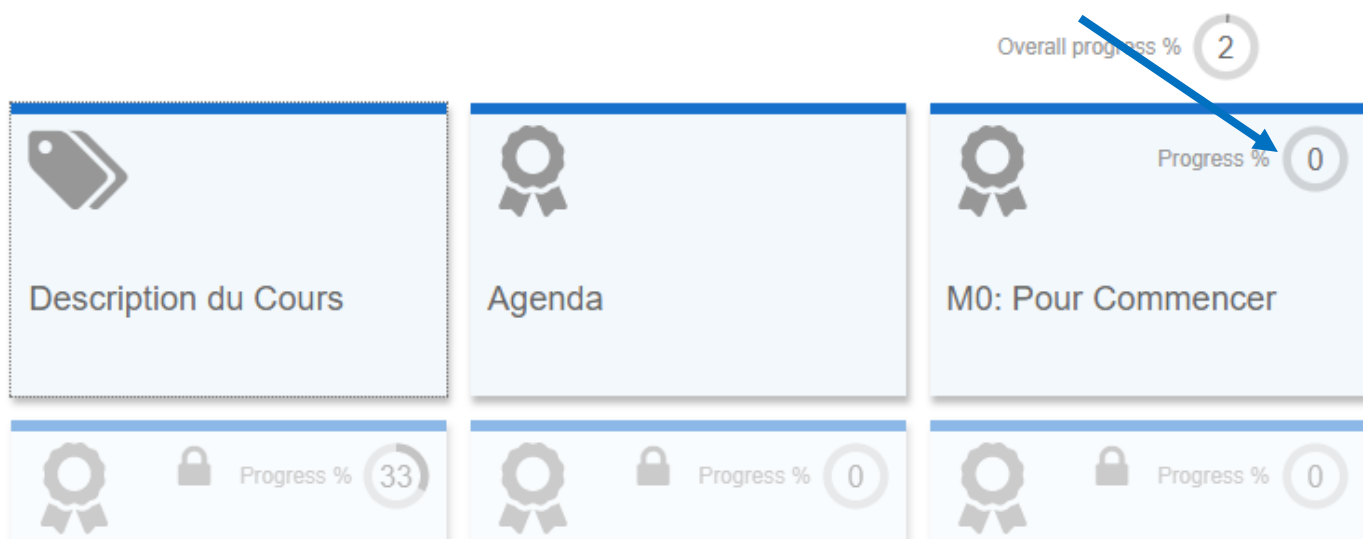 Overall progress % 2
Progress % 0
Description du Cours
Agenda
M0: Pour Commencer
Progress % 33
Progress % 0
Progress % 0